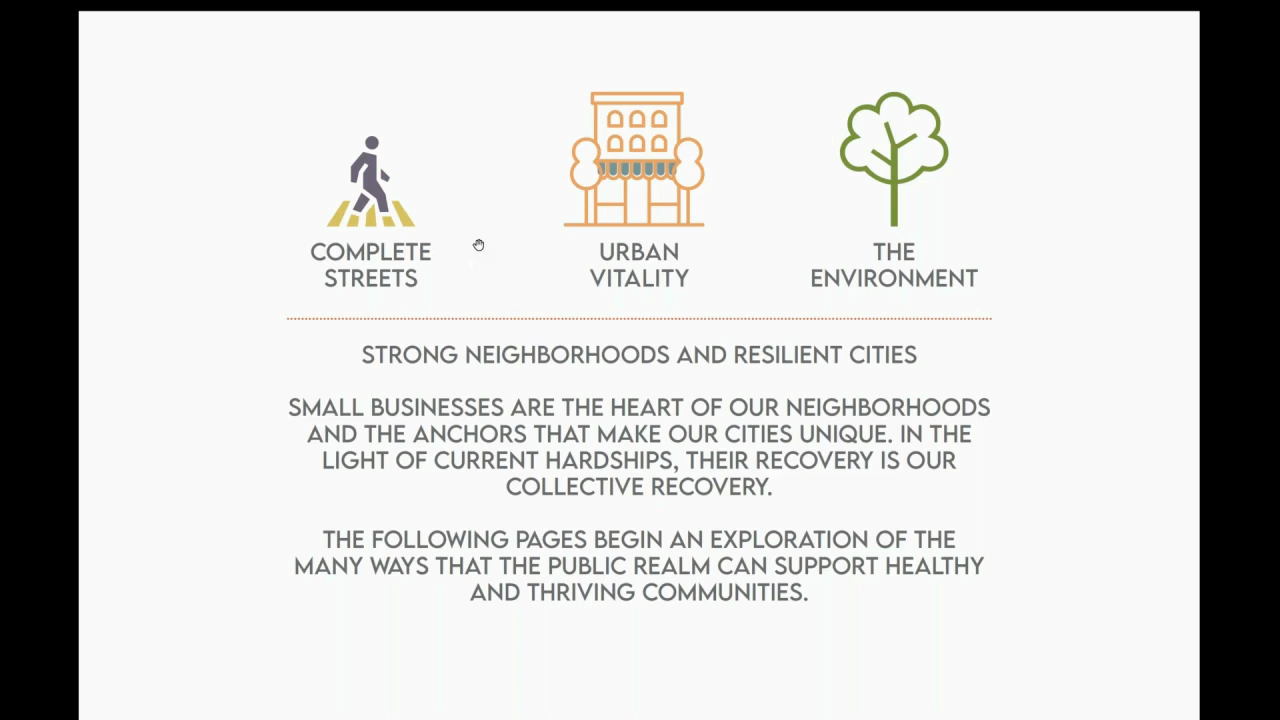 COMPLETE
STREETS
URBAN
VITALITY
THE
ENVIRONMENT
STRONG NEIGHBORHOODS AND RESILIENT CITIES
SMALL BUSINESSES ARE THE HEART OF OUR NEIGHBORHOODS
AND THE ANCHORS THAT MAKE OUR CITIES UNIQUE. IN THE
LIGHT OF CURRENT HARDSHIPS, THEIR RECOVERY IS OUR
COLLECTIVE RECOVERY.
THE FOLLOWING PAGES BEGIN AN EXPLORATION OF THE
MANY WAYS THAT THE PUBLIC REALM CAN SUPPORT HEALTHY
AND THRIVING COMMUNITIES.